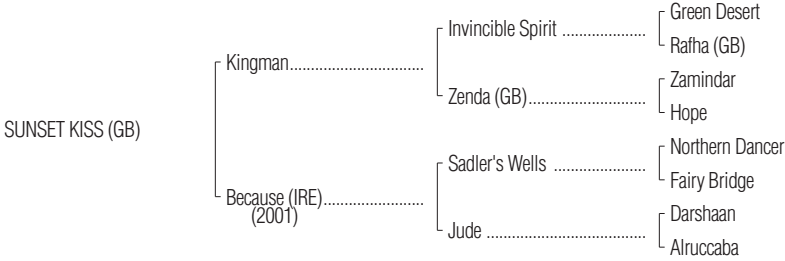 Green Desert
Invincible Spirit ....................
Rafha (GB)
Kingman................................
Zamindar
Zenda (GB)............................
Hope
SUNSET KISS (GB)
Northern Dancer
Sadler's Wells ......................
Fairy Bridge
Because (IRE)........................
(2001)
Darshaan
Jude ......................................
Alruccaba